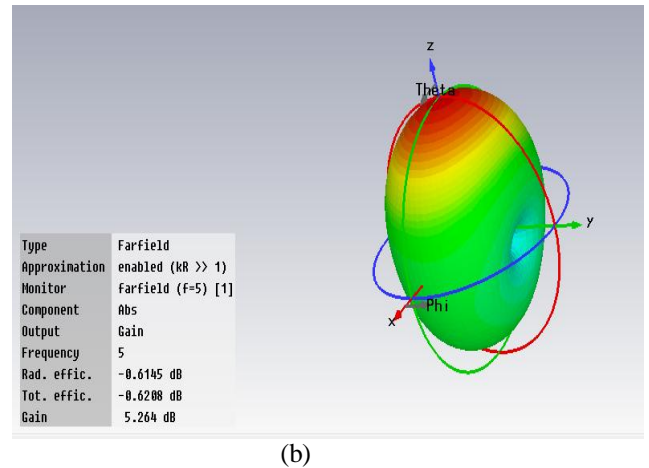 z
Theta
y
Phi
x
Type Farfield
Approximation enabled (kR >> 1)
Monitor farfield (f=5) [1]
Component Abs
Output Gain
Frequency 5
Rad. effic. -0.6145 dB
Tot. effic. -0.6208 dB
Gain 5.264 dB
(b)